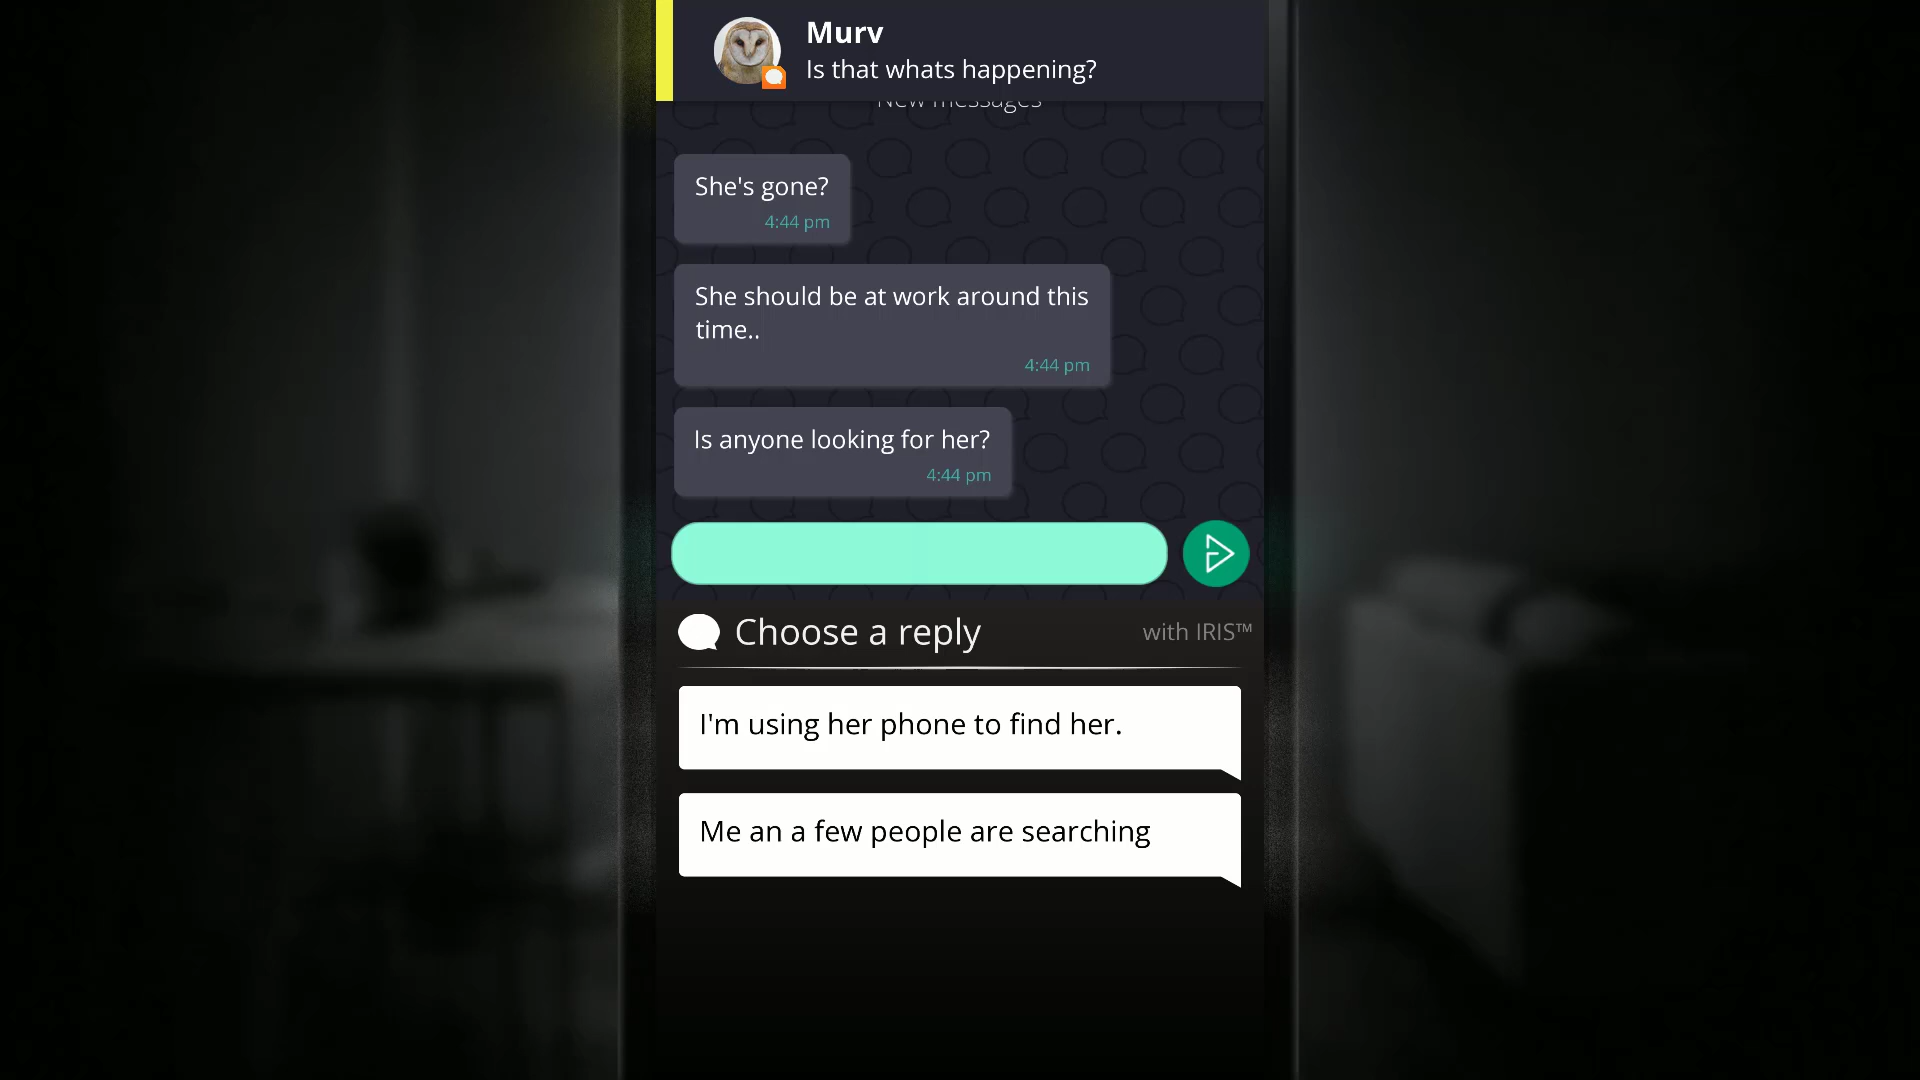 Murv
Is that whats happening?
New messages
She's gone?
4:44 pm
She should be at work around this
time..
4:44 pm
Is anyone looking for her?
4:44 pm
Choose a reply
with IRIS™
I'm using her phone to find her.
Me an a few people are searching